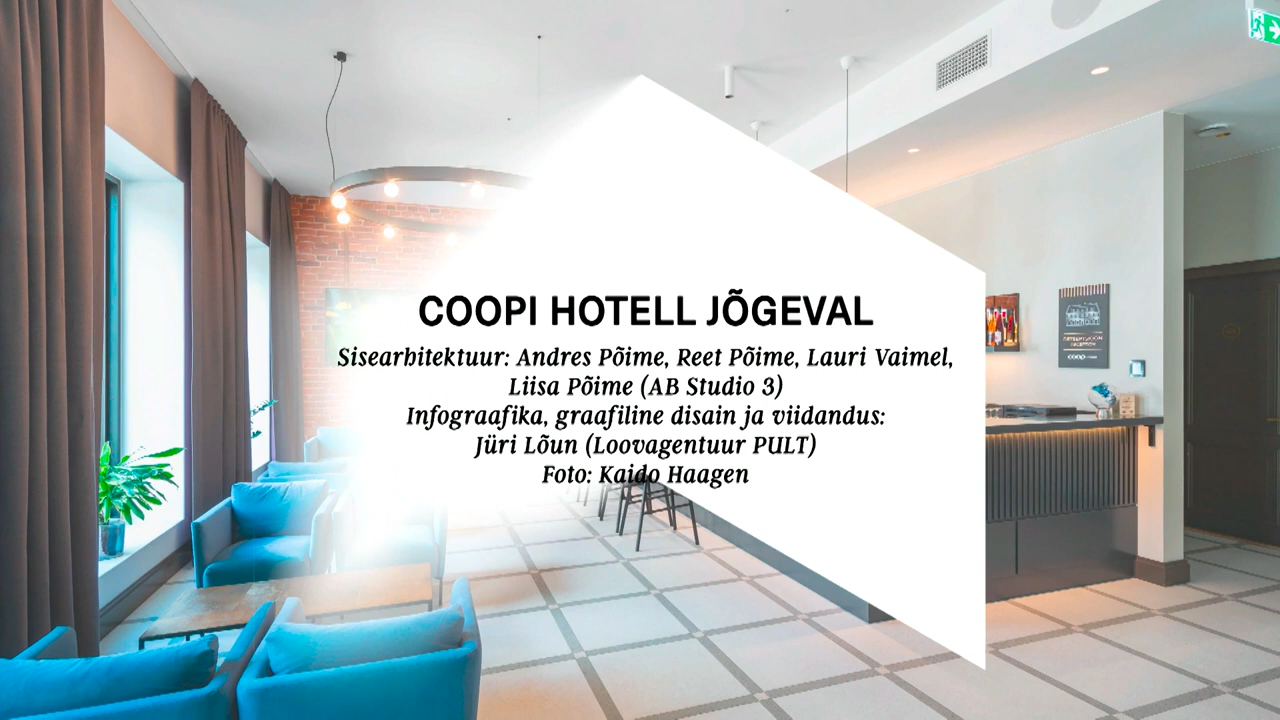 COOPI HOTELL JÕGEVAL
Sisearhitektuur: Andres Põime, Reet Põime, Lauri Vaimel,
Liisa Põime (AB Studio 3)
Infograafika, graafiline disain ja viidandus:
Jüri Lõun (Loovagentuur PULT)
Foto: Kaido Haagen
coop